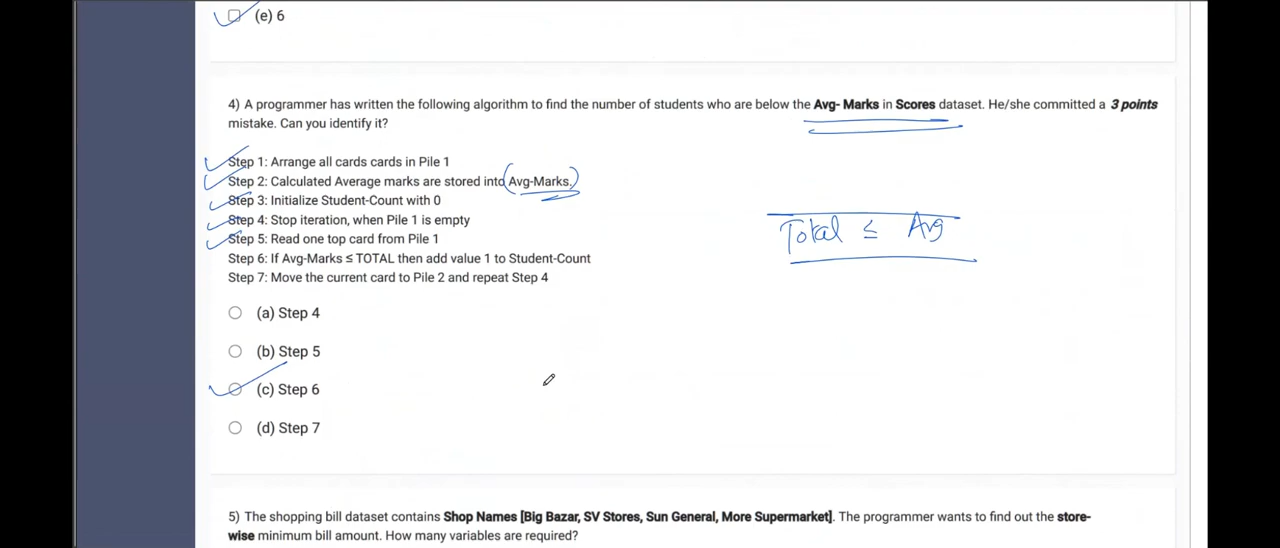 (e) 6
4) A programmer has written the following algorithm to find the number of students who are below the Avg- Marks in Scores dataset. He/she committed a 3 points
mistake. Can you identify it?
Step 1: Arrange all cards cards in Pile 1
Step 2: Calculated Average marks are stored into Avg-Marks.
Step 3: Initialize Student-Count with 0
Step 4: Stop iteration, when Pile 1 is empty
Total ≤ Avg
Step 5: Read one top card from Pile 1
Step 6: If Avg-Marks ≤ TOTAL then add value 1 to Student-Count
Step 7: Move the current card to Pile 2 and repeat Step 4
(a) Step 4
(b) Step 5
(c) Step 6
(d) Step 7
5) The shopping bill dataset contains Shop Names [Big Bazar, SV Stores, Sun General, More Supermarket]. The programmer wants to find out the store-
wise minimum bill amount. How many variables are required?